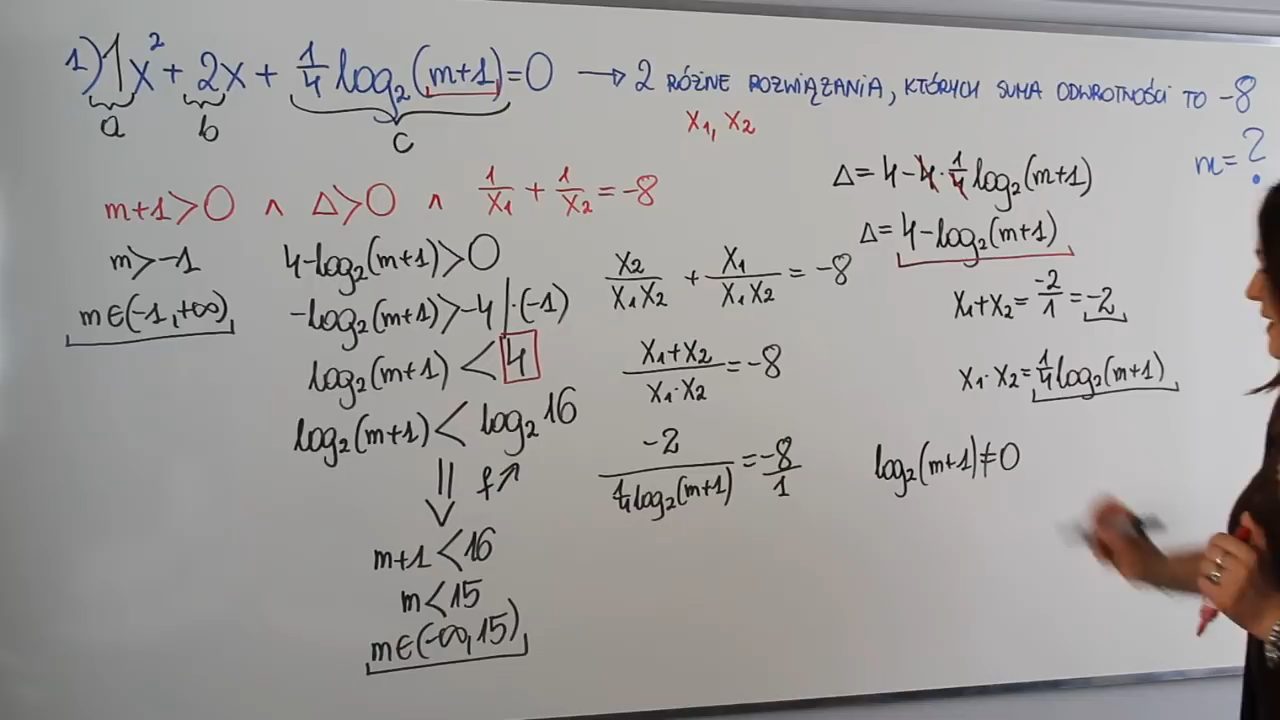 1) 1x² + 2x + 1/4 log₂(m+1) = 0 → 2 RÓŻNE ROZWIĄZANIA, KTÓRYCH SUMA ODWROTNOŚCI TO -8
a b c
x₁, x₂
m = ?
m+1>0 ∧ Δ>0 ∧ 1/x₁ + 1/x₂ = -8
m>-1
m∈(-1,+∞)
4-log₂(m+1)>0
-log₂(m+1)>-4 |·(-1)
log₂(m+1) < 4
log₂(m+1) < log₂16
⇓ f↗
m+1<16
m<15
m∈(-∞,15)
x₂/x₁x₂ + x₁/x₁x₂ = -8
x₁+x₂/x₁·x₂ = -8
-2/¼log₂(m+1) = -8/1
Δ = 4-4·1/4 log₂(m+1)
Δ = 4-log₂(m+1)
x₁+x₂ = -2/1 = -2
x₁·x₂ = 1/4 log₂(m+1)
log₂(m+1)≠0